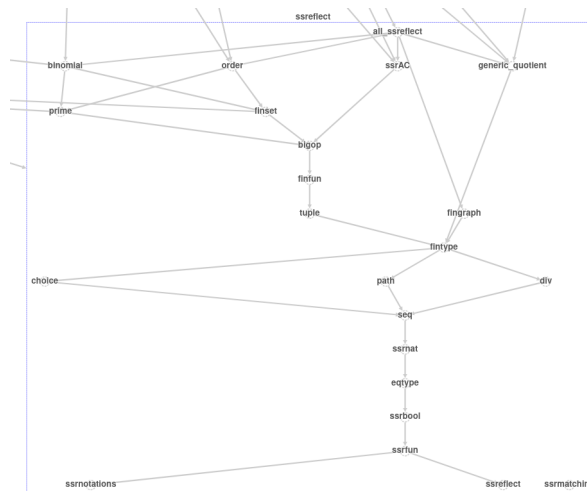 ssreflect
all_ssreflect
binomial order ssrAC generic_quotient
prime finset
bigop
finfun
tuple fingraph
fintype
choice path div
seq
ssrnat
eqtype
ssrbool
ssrfun
ssrnotations ssreflect